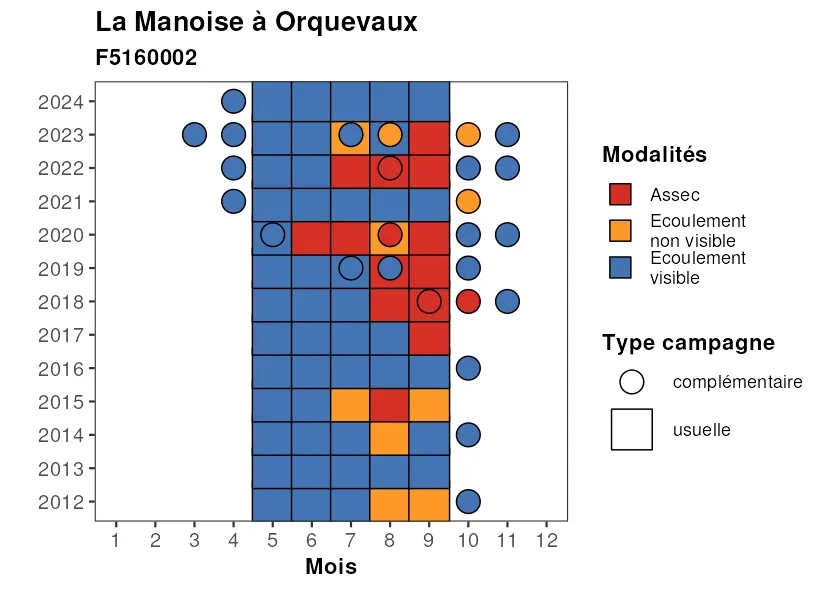 La Manoise à Orquevaux
F5160002
2024
2023
2022
2021
2020
2019
2018
2017
2016
2015
2014
2013
2012
1 2 3 4 5 6 7 8 9 10 11 12
Mois
Modalités
Assec
Ecoulement
non visible
Ecoulement
visible
Type campagne
complémentaire
usuelle